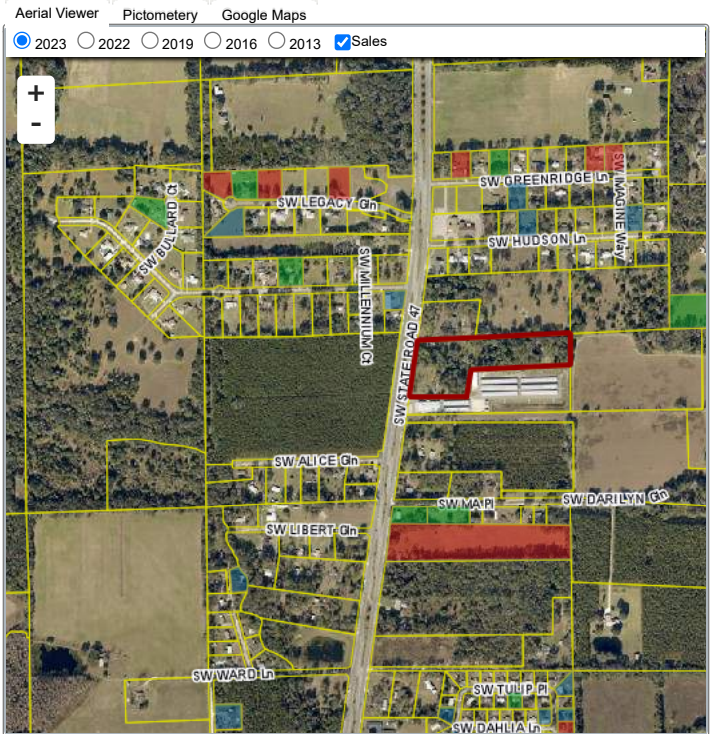 Aerial Viewer Pictometery Google Maps
2023 2022 2019 2016 2013 Sales
+
-
SW GREENRIDGE Ln
SW IMAGINE Way
SW LEGACY Gln
SW BULLARD Ct
SW HUDSON Ln
SW MILLENNIUM Ct
SW STATE ROAD 47
SW ALICE Gln
SW MA Pl
SW DARILYN Gln
SW LIBERT Gln
SW WARD Ln
SW TULIP Pl
SW DAHLIA Ln